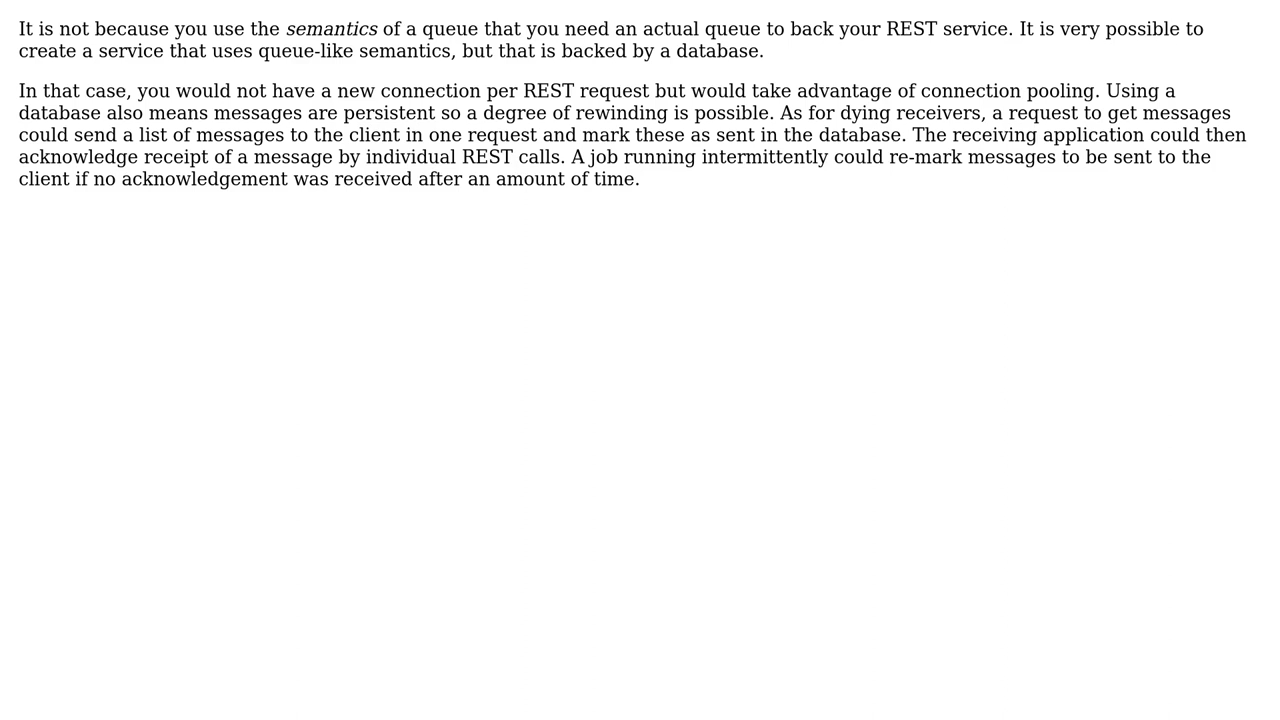 It is not because you use the semantics of a queue that you need an actual queue to back your REST service. It is very possible to
create a service that uses queue-like semantics, but that is backed by a database.
In that case, you would not have a new connection per REST request but would take advantage of connection pooling. Using a
database also means messages are persistent so a degree of rewinding is possible. As for dying receivers, a request to get messages
could send a list of messages to the client in one request and mark these as sent in the database. The receiving application could then
acknowledge receipt of a message by individual REST calls. A job running intermittently could re-mark messages to be sent to the
client if no acknowledgement was received after an amount of time.